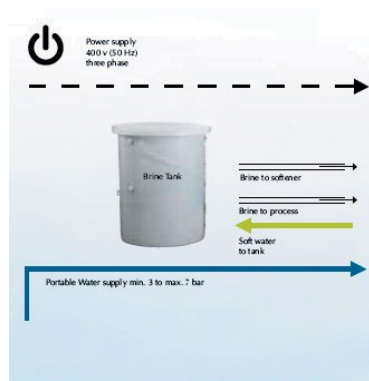 Power supply
400 v (50 Hz)
three phase
Brine Tank
Brine to softener
Brine to process
Soft water
to tank
Portable Water supply min. 3 to max. 7 bar